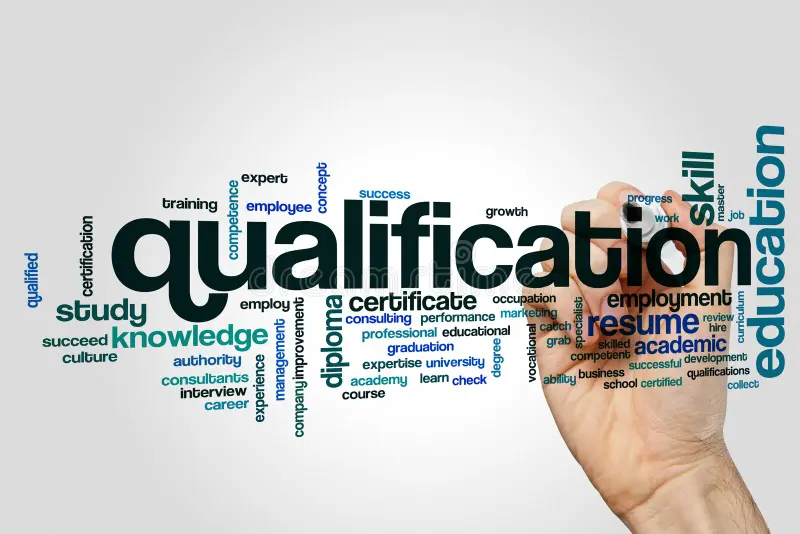 expert
concept
success
training
competence
employee
growth
progress
skill
master
work
job
education
qualification
certification
qualified
study
employ
improvement
diploma
certificate
occupation
employment
succeed
knowledge
management
consulting
performance
marketing
specialist
resume
review
curriculum
culture
professional
educational
catch
hire
authority
graduation
grab
skilled
academic
competent
expertise
university
degree
vocational
successful
development
consultants
experience
company
academy
learn
check
ability
business
qualifications
interview
course
school
certified
collect
career